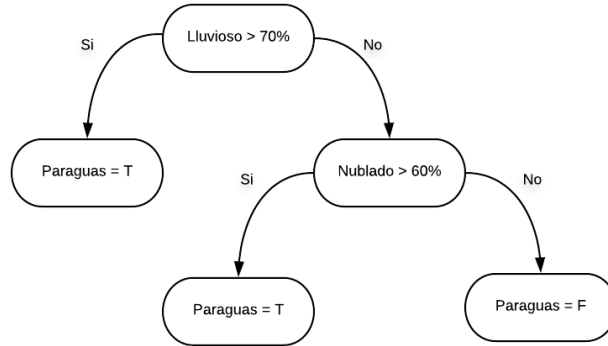 Lluvioso > 70%
Si
No
Paraguas = T
Nublado > 60%
Si
No
Paraguas = T
Paraguas = F